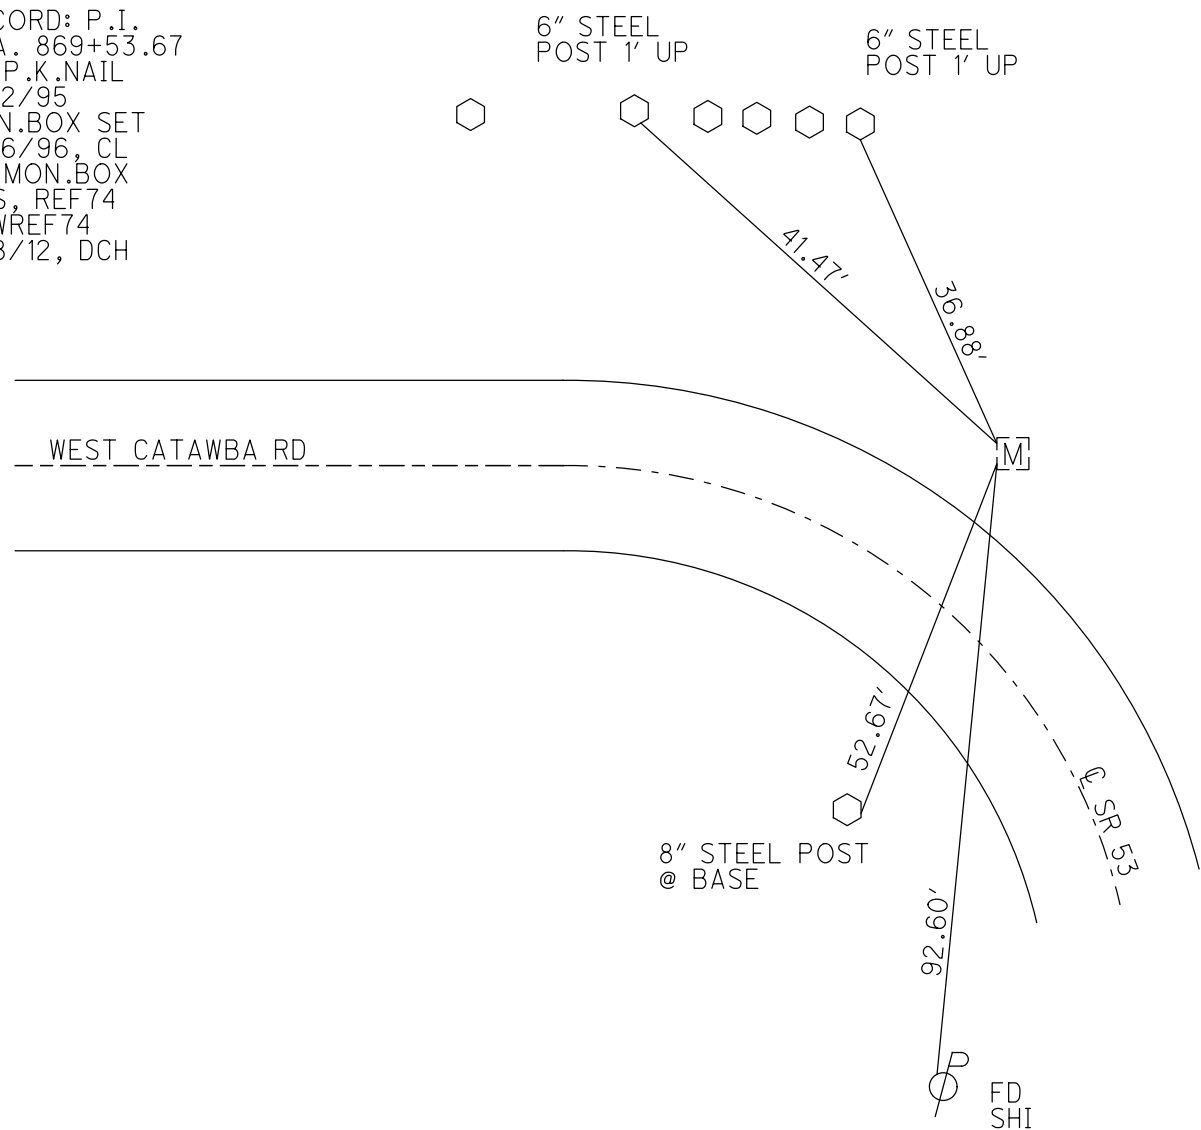 CORD: P.I.
A. 869+53.67
P.K.NAIL
2/95
N.BOX SET
6/96, CL
MON.BOX
S, REF74
WREF74
3/12, DCH
6" STEEL
POST 1' UP
6" STEEL
POST 1' UP
41.47'
36.88'
WEST CATAWBA RD
M
52.67'
℄ SR 53
8" STEEL POST
@ BASE
92.60'
P
FD
SHI